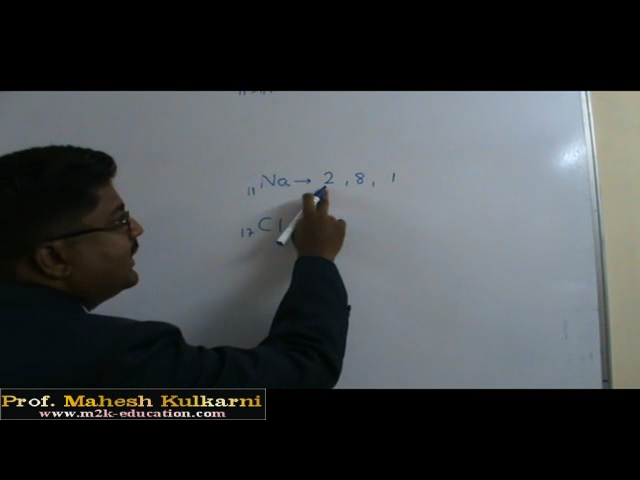 ₁₁Na → 2 , 8 , 1
₁₇Cl
Prof. Mahesh Kulkarni
www.m2k-education.com